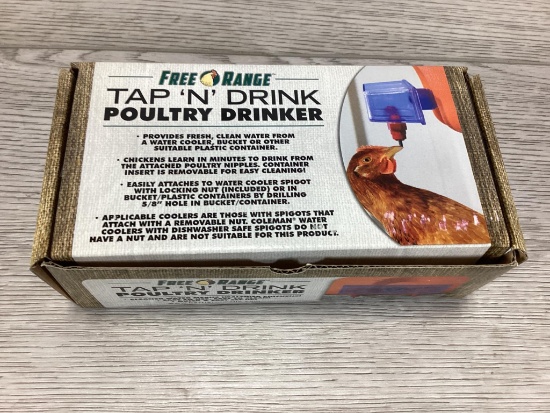 FREE RANGE™
TAP 'N' DRINK
POULTRY DRINKER
• PROVIDES FRESH, CLEAN WATER FROM
A WATER COOLER, BUCKET OR OTHER
SUITABLE PLASTIC CONTAINER.
• CHICKENS LEARN IN MINUTES TO DRINK FROM
THE ATTACHED POULTRY NIPPLES. CONTAINER
INSERT IS REMOVABLE FOR EASY CLEANING!
• EASILY ATTACHES TO WATER COOLER SPIGOT
WITH LOCKING NUT (INCLUDED) OR IN
BUCKET/PLASTIC CONTAINERS BY DRILLING
5/8" HOLE IN BUCKET/CONTAINER.
• APPLICABLE COOLERS ARE THOSE WITH SPIGOTS THAT
ATTACH WITH A REMOVABLE NUT. COLEMAN® WATER
COOLERS WITH DISHWASHER SAFE SPIGOTS DO NOT
HAVE A NUT AND ARE NOT SUITABLE FOR THIS PRODUCT.
FREE RANGE
TAP 'N' DRINK
POULTRY DRINKER